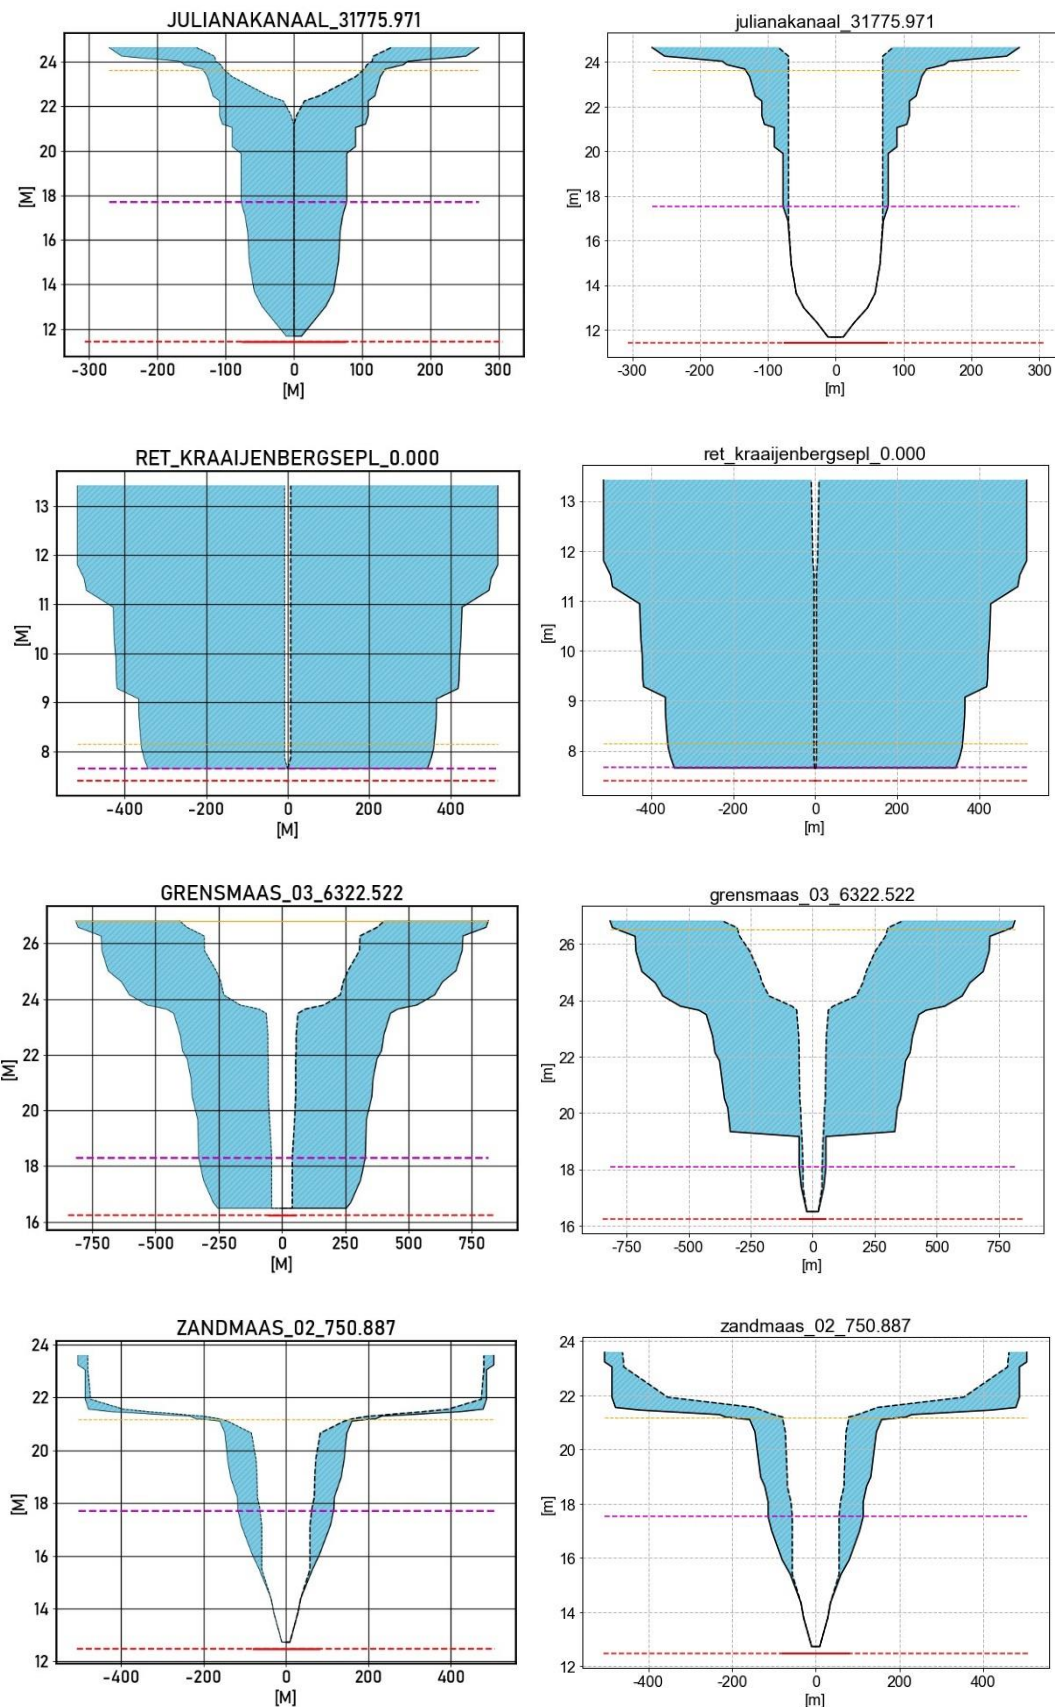 JULIANAKANAAL_31775.971
24
22
20
18
16
14
12
[M]
-300 -200 -100 0 100 200 300
[M]
julianakanaal_31775.971
24
22
20
18
16
14
12
[m]
-300 -200 -100 0 100 200 300
[m]
RET_KRAAIJENBERGSEPL_0.000
13
12
11
10
9
8
[M]
-400 -200 0 200 400
[M]
ret_kraaijenbergsepl_0.000
13
12
11
10
9
8
[m]
-400 -200 0 200 400
[m]
GRENSMAAS_03_6322.522
26
24
22
20
18
16
[M]
-750 -500 -250 0 250 500 750
[M]
grensmaas_03_6322.522
26
24
22
20
18
16
[m]
-750 -500 -250 0 250 500 750
[m]
ZANDMAAS_02_750.887
24
22
20
18
16
14
12
[M]
-400 -200 0 200 400
[M]
zandmaas_02_750.887
24
22
20
18
16
14
12
[m]
-400 -200 0 200 400
[m]